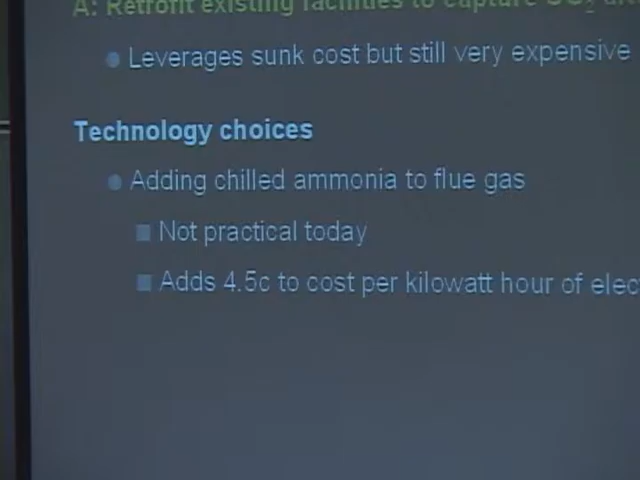 A: Retrofit existing facilities to capture CO2
Leverages sunk cost but still very expensive
Technology choices
Adding chilled ammonia to flue gas
Not practical today
Adds 4.5c to cost per kilowatt hour of elec